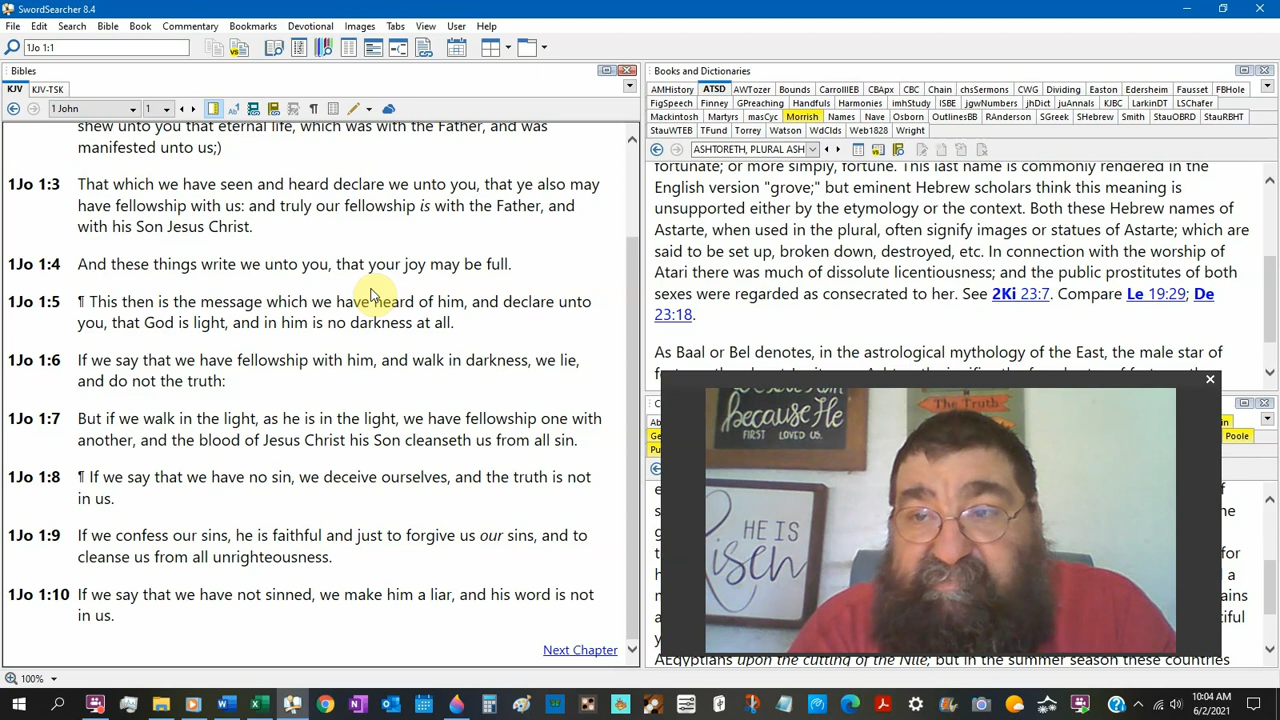 SwordSearcher 8.4
File Edit Search Bible Book Commentary Bookmarks Devotional Images Tabs View User Help
1Jo 1:1
Bibles
KJV KJV-TSK
1 John 1
shew unto you that eternal life, which was with the Father, and was
manifested unto us;)
1Jo 1:3 That which we have seen and heard declare we unto you, that ye also may
have fellowship with us: and truly our fellowship is with the Father, and
with his Son Jesus Christ.
1Jo 1:4 And these things write we unto you, that your joy may be full.
1Jo 1:5 ¶ This then is the message which we have heard of him, and declare unto
you, that God is light, and in him is no darkness at all.
1Jo 1:6 If we say that we have fellowship with him, and walk in darkness, we lie,
and do not the truth:
1Jo 1:7 But if we walk in the light, as he is in the light, we have fellowship one with
another, and the blood of Jesus Christ his Son cleanseth us from all sin.
1Jo 1:8 ¶ If we say that we have no sin, we deceive ourselves, and the truth is not
in us.
1Jo 1:9 If we confess our sins, he is faithful and just to forgive us our sins, and to
cleanse us from all unrighteousness.
1Jo 1:10 If we say that we have not sinned, we make him a liar, and his word is not
in us.
Next Chapter
100%
Books and Dictionaries
AMHistory ATSD AWTozer Bounds CarrollEB CBApx CBC Church chsSermons CWG Dividing Easton Edersheim Fausset FBHole
FigSpeech Finney GPreaching Handfuls Harmonies imhStudy ISBE jgwNumbers jhDict juAnnals KJBC LarkinDT LSChafer
Mackintosh Martyrs masCyc Morrish Names Nave Osborn OutlinesBB RAnderson SGreek SHebrew Smith StauOBRD StauRBHT
StauWTEB TFund Torrey Watson WdClds Web1828 Wright
ASHTORETH, PLURAL ASH
fortunate; or more simply, fortune. This last name is commonly rendered in the
English version "grove;" but eminent Hebrew scholars think this meaning is
unsupported either by the etymology or the context. Both these Hebrew names of
Astarte, when used in the plural, often signify images or statues of Astarte; which are
said to be set up, broken down, destroyed, etc. In connection with the worship of
Atari there was much of dissolute licentiousness; and the public prostitutes of both
sexes were regarded as consecrated to her. See 2Ki 23:7. Compare Le 19:29; De
23:18.
As Baal or Bel denotes, in the astrological mythology of the East, the male star of
Poole
because He
FIRST LOVED US.
The Truth
HE IS
Risen
for
a
AEgyptians upon the cutting of the Nile; but in the summer season these countries
10:04 AM
6/2/2021